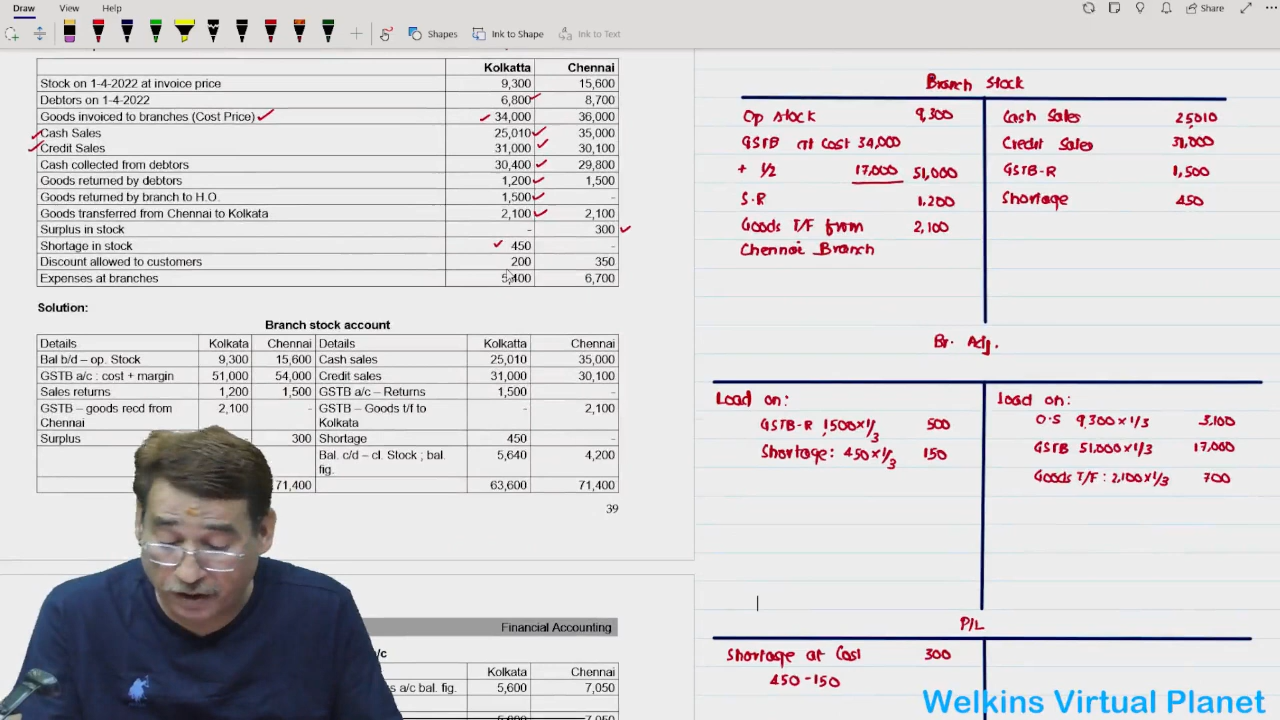 Draw View Help
Share
Shapes Ink to Shape Ink to Text
Kolkatta Chennai
Stock on 1-4-2022 at invoice price 9,300 15,600
Debtors on 1-4-2022 6,800 8,700
Goods invoiced to branches (Cost Price) 34,000 36,000
Cash Sales 25,010 35,000
Credit Sales 31,000 30,100
Cash collected from debtors 30,400 29,800
Goods returned by debtors 1,200 1,500
Goods returned by branch to H.O. 1,500 -
Goods transferred from Chennai to Kolkata 2,100 2,100
Surplus in stock - 300
Shortage in stock 450 -
Discount allowed to customers 200 350
Expenses at branches 5,400 6,700
Solution:
Branch stock account
Details Kolkata Chennai Details Kolkatta Chennai
Bal b/d – op. Stock 9,300 15,600 Cash sales 25,010 35,000
GSTB a/c : cost + margin 51,000 54,000 Credit sales 31,000 30,100
Sales returns 1,200 1,500 GSTB a/c – Returns 1,500 -
GSTB – goods recd from 2,100 - GSTB – Goods t/f to - 2,100
Chennai Kolkata
Surplus 300 Shortage 450 -
Bal. c/d – cl. Stock ; bal. 5,640 4,200
fig.
71,400 63,600 71,400
39
Financial Accounting
Kolkatta Chennai
s a/c bal. fig. 5,600 7,050
Branch Stock
Op stock 9,300 Cash Sales 25,010
GSTB at Cost 34,000 Credit Sales 31,000
+ 1/2 17,000 51,000 GSTB-R 1,500
S.R 1,200 Shortage 450
Goods T/F from 2,100
Chennai Branch
Br. Adj.
Load on: Load on:
O.S 9,300×1/3 3,100
GSTB-R 1500×1/3 500
GSTB 51,000×1/3 17,000
Shortage: 450×1/3 150
Goods T/F: 2,100×1/3 700
P/L
Shortage at Cost 300
450-150
Welkins Virtual Planet